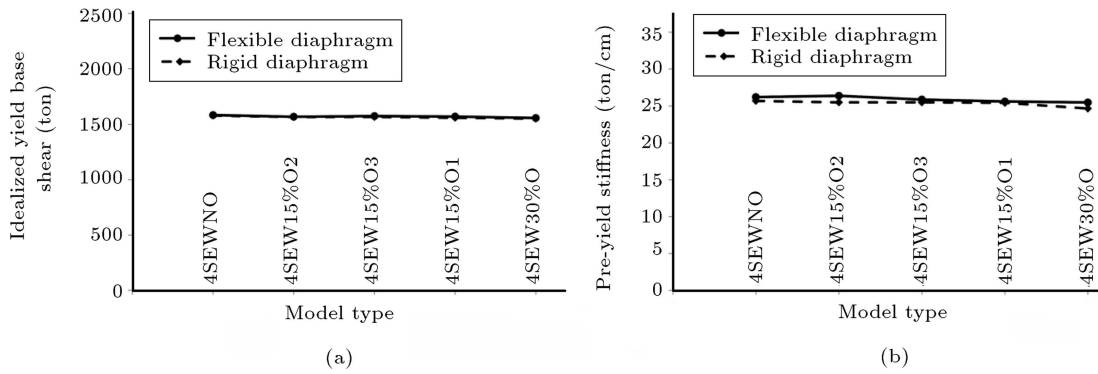 Idealized yield base
shear (ton)
2500
2000
1500
1000
500
0
Flexible diaphragm
Rigid diaphragm
4SEWNO
4SEW15%O2
4SEW15%O3
4SEW15%O1
4SEW30%O
Model type
(a)
Pre-yield stiffness (ton/cm)
35
30
25
20
15
10
5
0
Flexible diaphragm
Rigid diaphragm
4SEWNO
4SEW15%O2
4SEW15%O3
4SEW15%O1
4SEW30%O
Model type
(b)